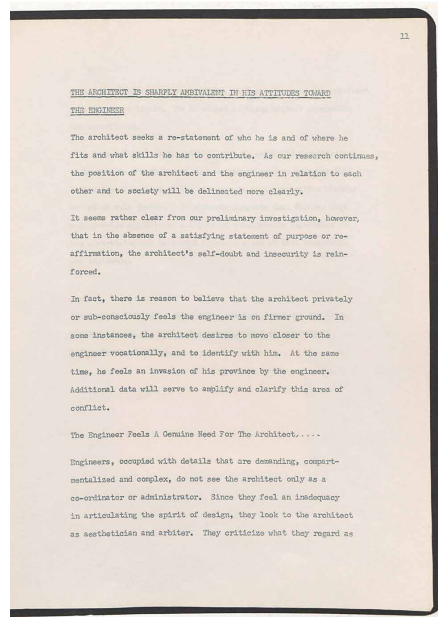 11
THE ARCHITECT IS SHARPLY AMBIVALENT IN HIS ATTITUDES TOWARD
THE ENGINEER
The architect seeks a re-statement of who he is and of where he
fits and what skills he has to contribute. As our research continues,
the position of the architect and the engineer in relation to each
other and to society will be delineated more clearly.
It seems rather clear from our preliminary investigation, however,
that in the absence of a satisfying statement of purpose or re-
affirmation, the architect's self-doubt and insecurity is rein-
forced.
In fact, there is reason to believe that the architect privately
or sub-consciously feels the engineer is on firmer ground. In
some instances, the architect desires to move closer to the
engineer vocationally, and to identify with him. At the same
time, he feels an invasion of his province by the engineer.
Additional data will serve to amplify and clarify this area of
conflict.
The Engineer Feels A Genuine Need For The Architect.....
Engineers, occupied with details that are demanding, compart-
mentalized and complex, do not see the architect only as a
co-ordinator or administrator. Since they feel an inadequacy
in articulating the spirit of design, they look to the architect
as aesthetician and arbiter. They criticize what they regard as